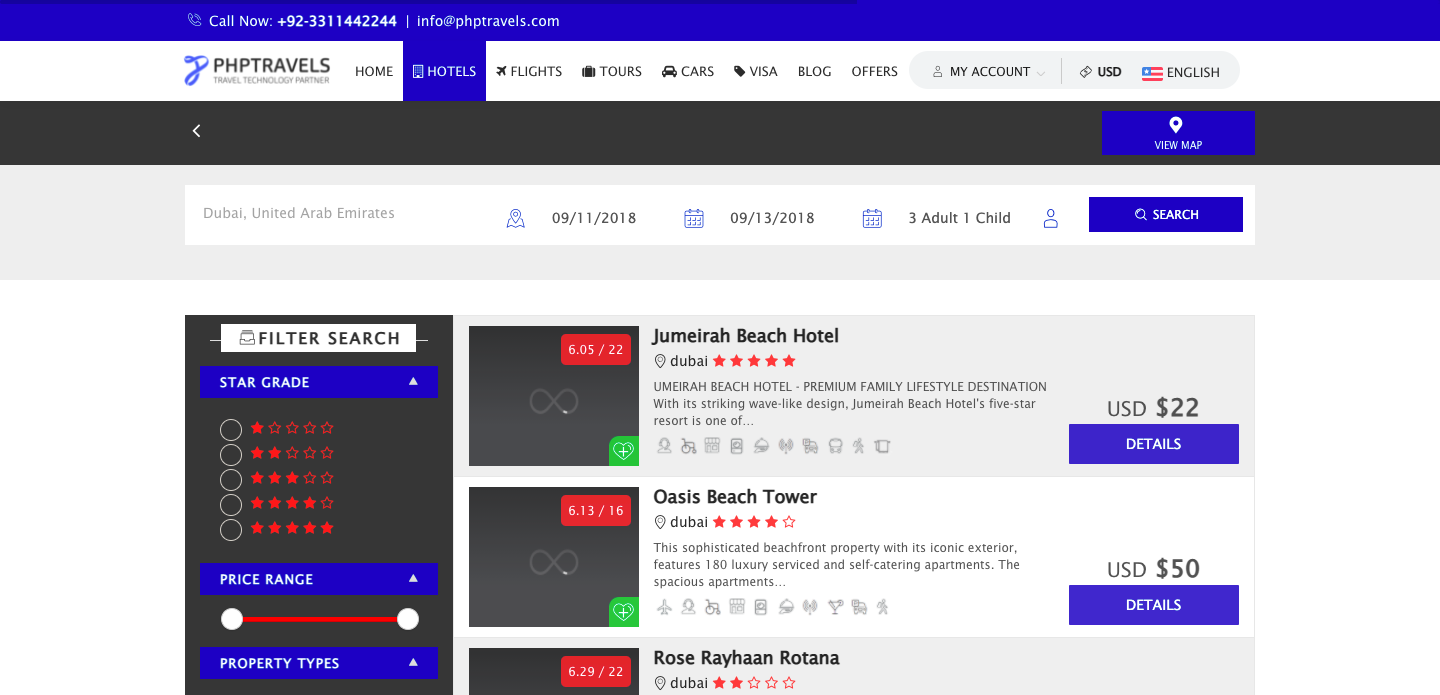 Call Now: +92-3311442244 | info@phptravels.com
PHPTRAVELS
TRAVEL TECHNOLOGY PARTNER
HOME HOTELS FLIGHTS TOURS CARS VISA BLOG OFFERS MY ACCOUNT USD ENGLISH
VIEW MAP
Dubai, United Arab Emirates 09/11/2018 09/13/2018 3 Adult 1 Child SEARCH
FILTER SEARCH
STAR GRADE
PRICE RANGE
PROPERTY TYPES
6.05 / 22
Jumeirah Beach Hotel
dubai
UMEIRAH BEACH HOTEL - PREMIUM FAMILY LIFESTYLE DESTINATION
With its striking wave-like design, Jumeirah Beach Hotel's five-star
resort is one of...
USD $22
DETAILS
6.13 / 16
Oasis Beach Tower
dubai
This sophisticated beachfront property with its iconic exterior,
features 180 luxury serviced and self-catering apartments. The
spacious apartments...
USD $50
DETAILS
6.29 / 22
Rose Rayhaan Rotana
dubai